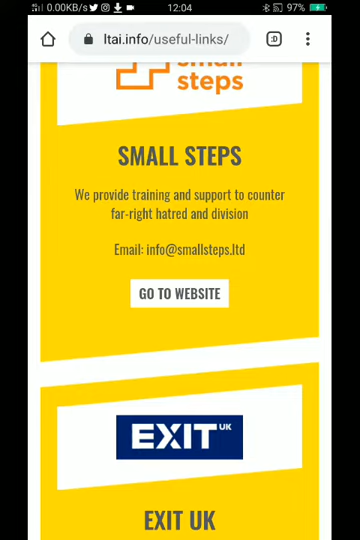 0.00KB/s 12:04 97%
ltai.info/useful-links/ :D
small
steps
SMALL STEPS
We provide training and support to counter
far-right hatred and division
Email: info@smallsteps.ltd
GO TO WEBSITE
EXIT UK
EXIT UK